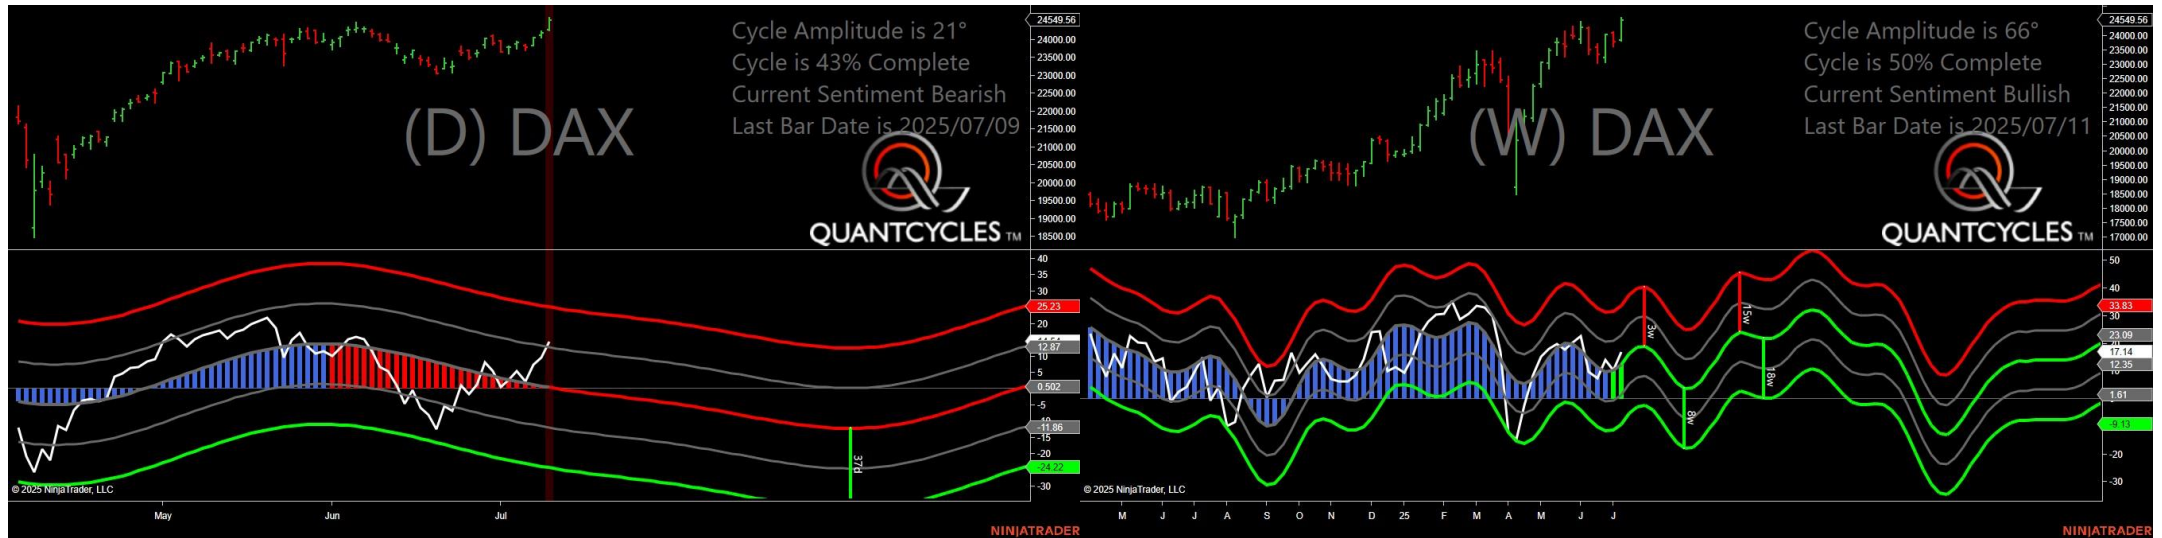 Cycle Amplitude is 21°
Cycle is 43% Complete
Current Sentiment Bearish
Last Bar Date is 2025/07/09
(D) DAX
QUANTCYCLES TM
24549.56
24000.00
23500.00
23000.00
22500.00
22000.00
21500.00
21000.00
20500.00
20000.00
19500.00
19000.00
18500.00
40
35
30
25.23
20
12.87
10
5
0.502
-5
-11.86
-15
-20
-24.22
-30
37d
© 2025 NinjaTrader, LLC
May
Jun
Jul
NINJATRADER
Cycle Amplitude is 66°
Cycle is 50% Complete
Current Sentiment Bullish
Last Bar Date is 2025/07/11
(W) DAX
QUANTCYCLES TM
24549.56
23500.00
23000.00
22500.00
22000.00
21500.00
21000.00
20500.00
20000.00
19500.00
19000.00
18500.00
18000.00
17500.00
17000.00
50
40
33.83
30
23.09
17.14
12.35
1.61
-9.13
-20
-30
3w
8w
15w
18w
© 2025 NinjaTrader, LLC
M
J
J
A
S
O
N
D
25
F
M
A
M
J
J
NINJATRADER